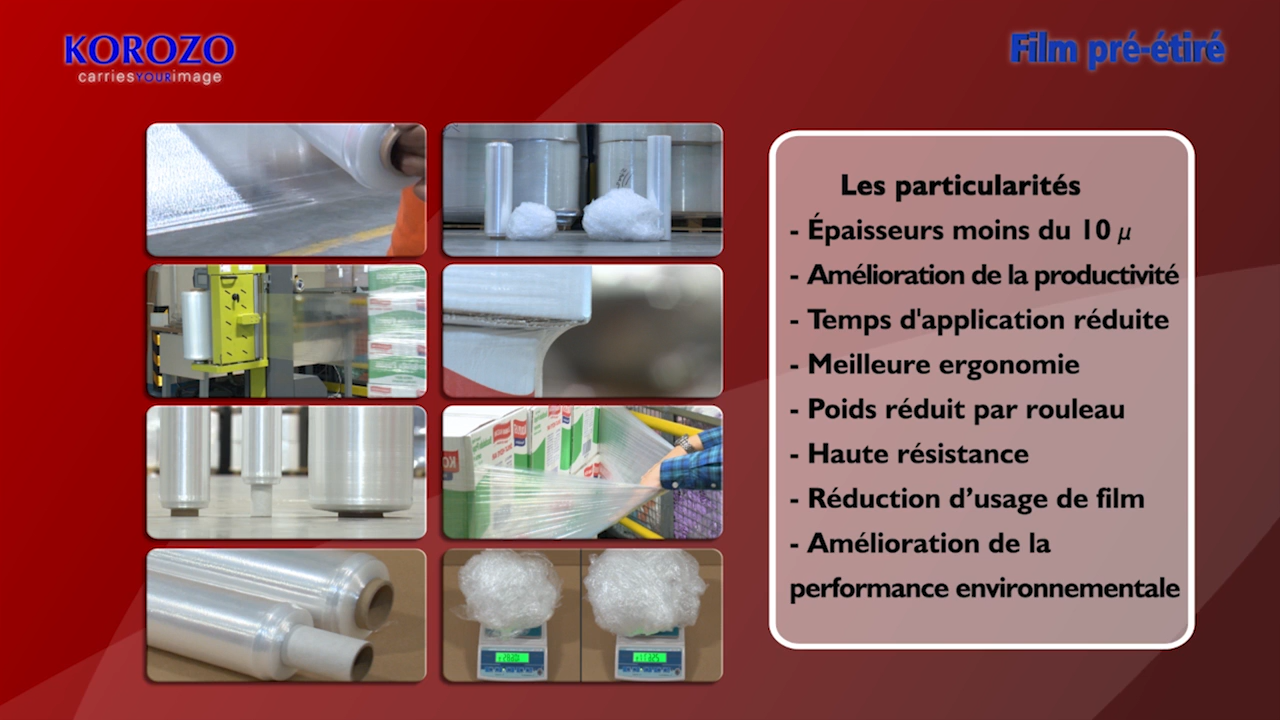 KOROZO
carriesYOURimage
Film pré-étiré
Les particularités
- Épaisseurs moins du 10 μ
- Amélioration de la productivité
- Temps d'application réduite
- Meilleure ergonomie
- Poids réduit par rouleau
- Haute résistance
- Réduction d’usage de film
- Amélioration de la
performance environnementale